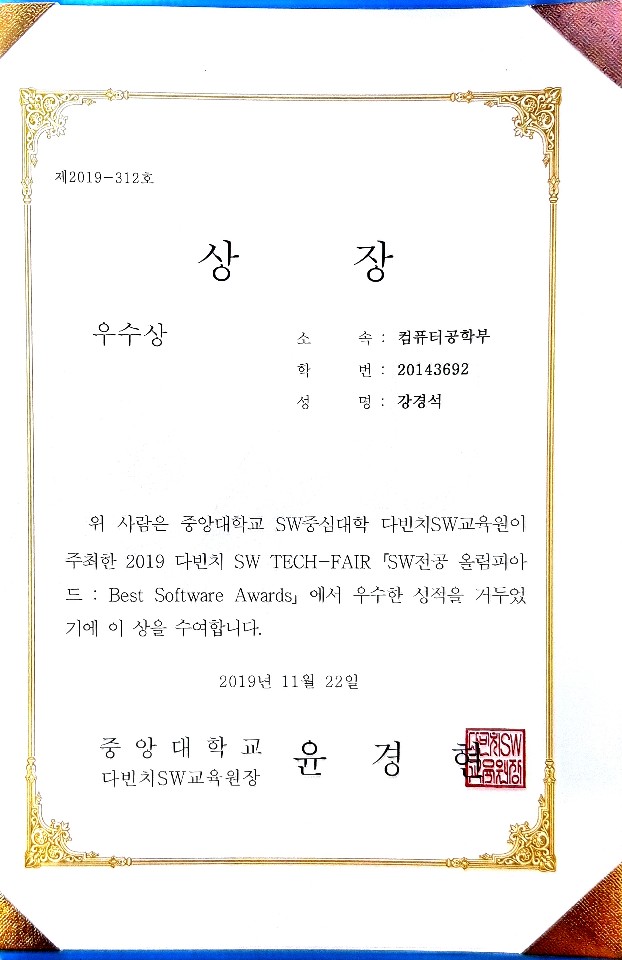 제2019-312호
상 장
우수상
소 속 : 컴퓨터공학부
학 번 : 20143692
성 명 : 강경석
위 사람은 중앙대학교 SW중심대학 다빈치SW교육원이
주최한 2019 다빈치 SW TECH-FAIR 「SW전공 올림피아
드 : Best Software Awards」에서 우수한 성적을 거두었
기에 이 상을 수여합니다.
2019년 11월 22일
중앙대학교
다빈치SW교육원장 윤 경 현
다빈치SW
교육원장